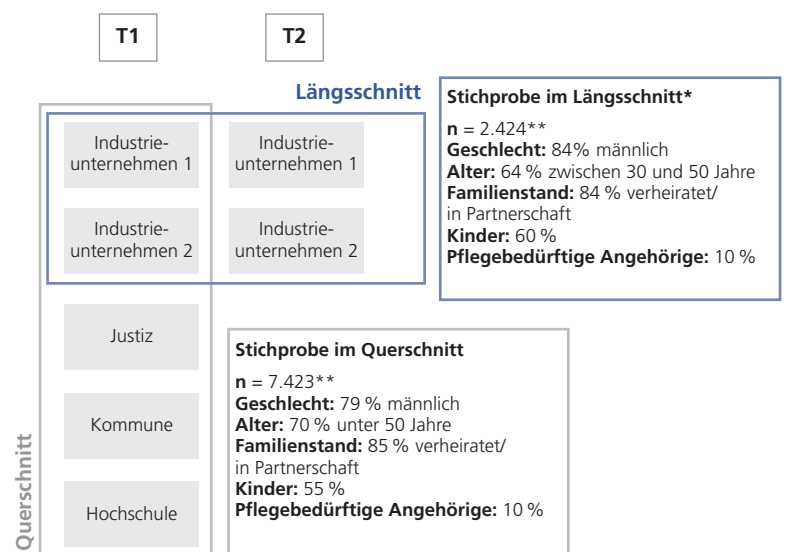 T1
T2
Längsschnitt
Industrie-
unternehmen 1
Industrie-
unternehmen 1
Industrie-
unternehmen 2
Industrie-
unternehmen 2
Stichprobe im Längsschnitt*
n = 2.424**
Geschlecht: 84% männlich
Alter: 64 % zwischen 30 und 50 Jahre
Familienstand: 84 % verheiratet/
in Partnerschaft
Kinder: 60 %
Pflegebedürftige Angehörige: 10 %
Justiz
Kommune
Hochschule
Querschnitt
Stichprobe im Querschnitt
n = 7.423**
Geschlecht: 79 % männlich
Alter: 70 % unter 50 Jahre
Familienstand: 85 % verheiratet/
in Partnerschaft
Kinder: 55 %
Pflegebedürftige Angehörige: 10 %